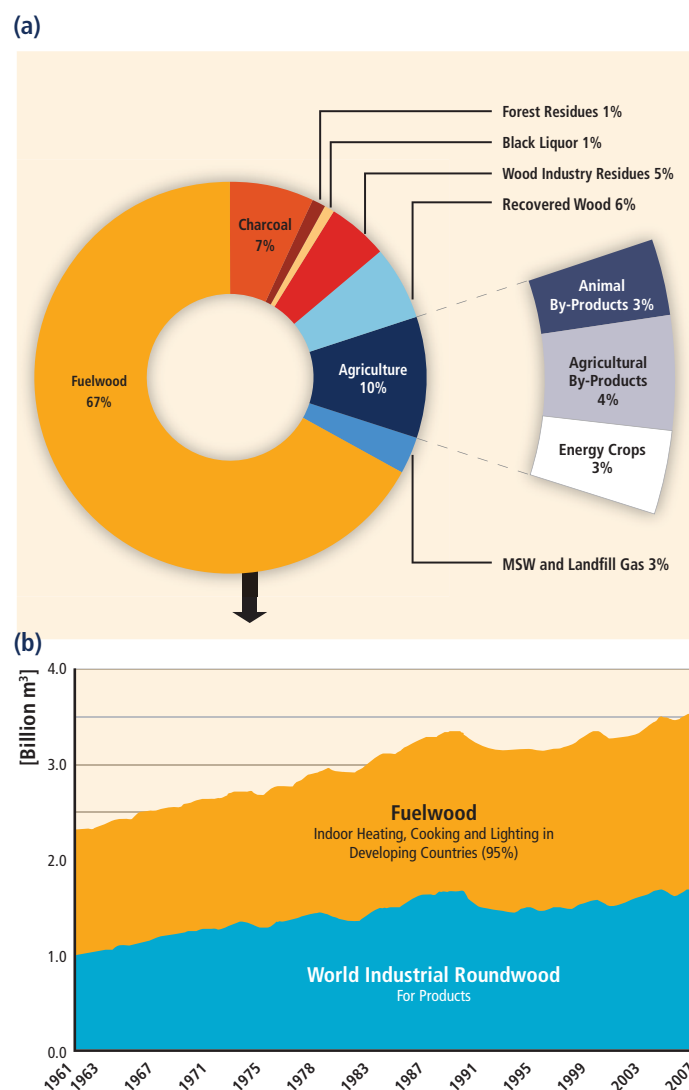 (a)
Forest Residues 1%
Black Liquor 1%
Wood Industry Residues 5%
Recovered Wood 6%
Charcoal
7%
Animal
By-Products 3%
Agricultural
By-Products
4%
Agriculture
10%
Fuelwood
67%
Energy Crops
3%
MSW and Landfill Gas 3%
(b)
[Billion m³]
4.0
3.0
2.0
1.0
0.0
Fuelwood
Indoor Heating, Cooking and Lighting in
Developing Countries (95%)
World Industrial Roundwood
For Products
1961
1963
1967
1971
1975
1979
1983
1987
1991
1995
1999
2003
2007